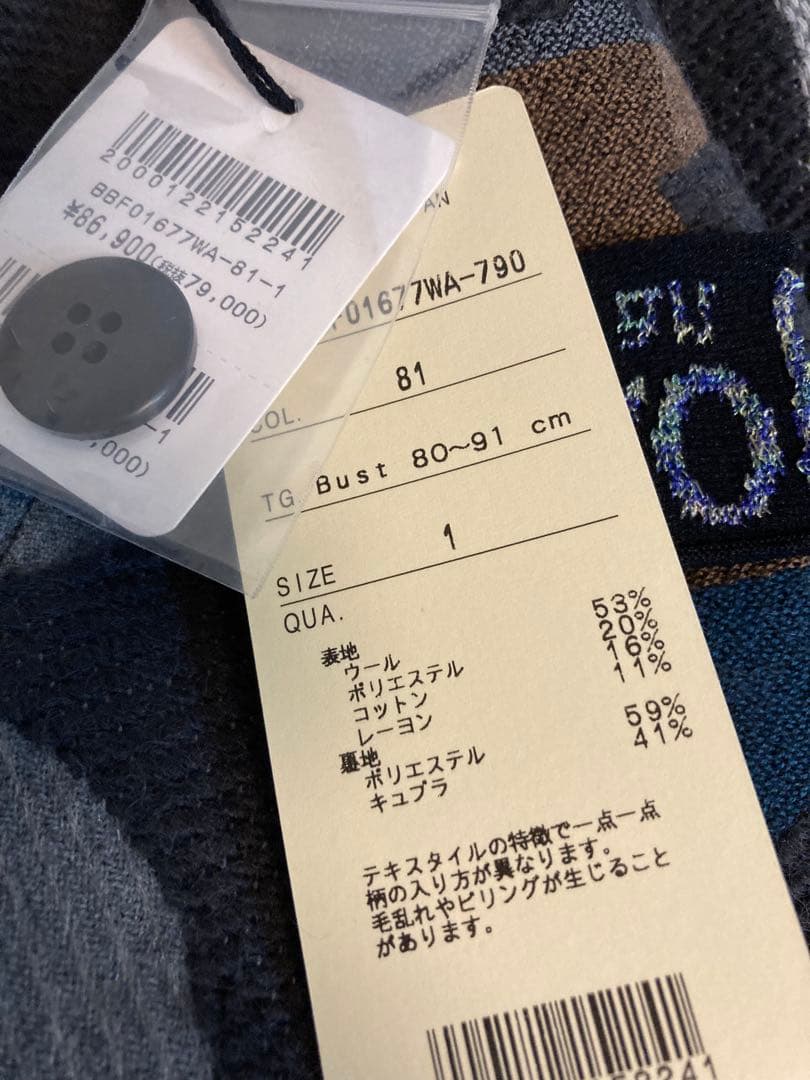 2000122152241
BBF01677WA-81-1
¥86,900(税抜79,000)
-1
,000)
F01677WA-790
COL. 81
TG. Bust 80~91 cm
SIZE 1
QUA.
表地
ウール 53%
ポリエステル 20%
コットン 16%
レーヨン 11%
裏地
ポリエステル 59%
キュプラ 41%
テキスタイルの特徴で一点一点
柄の入り方が異なります。
毛乱れやピリングが生じること
があります。
52241